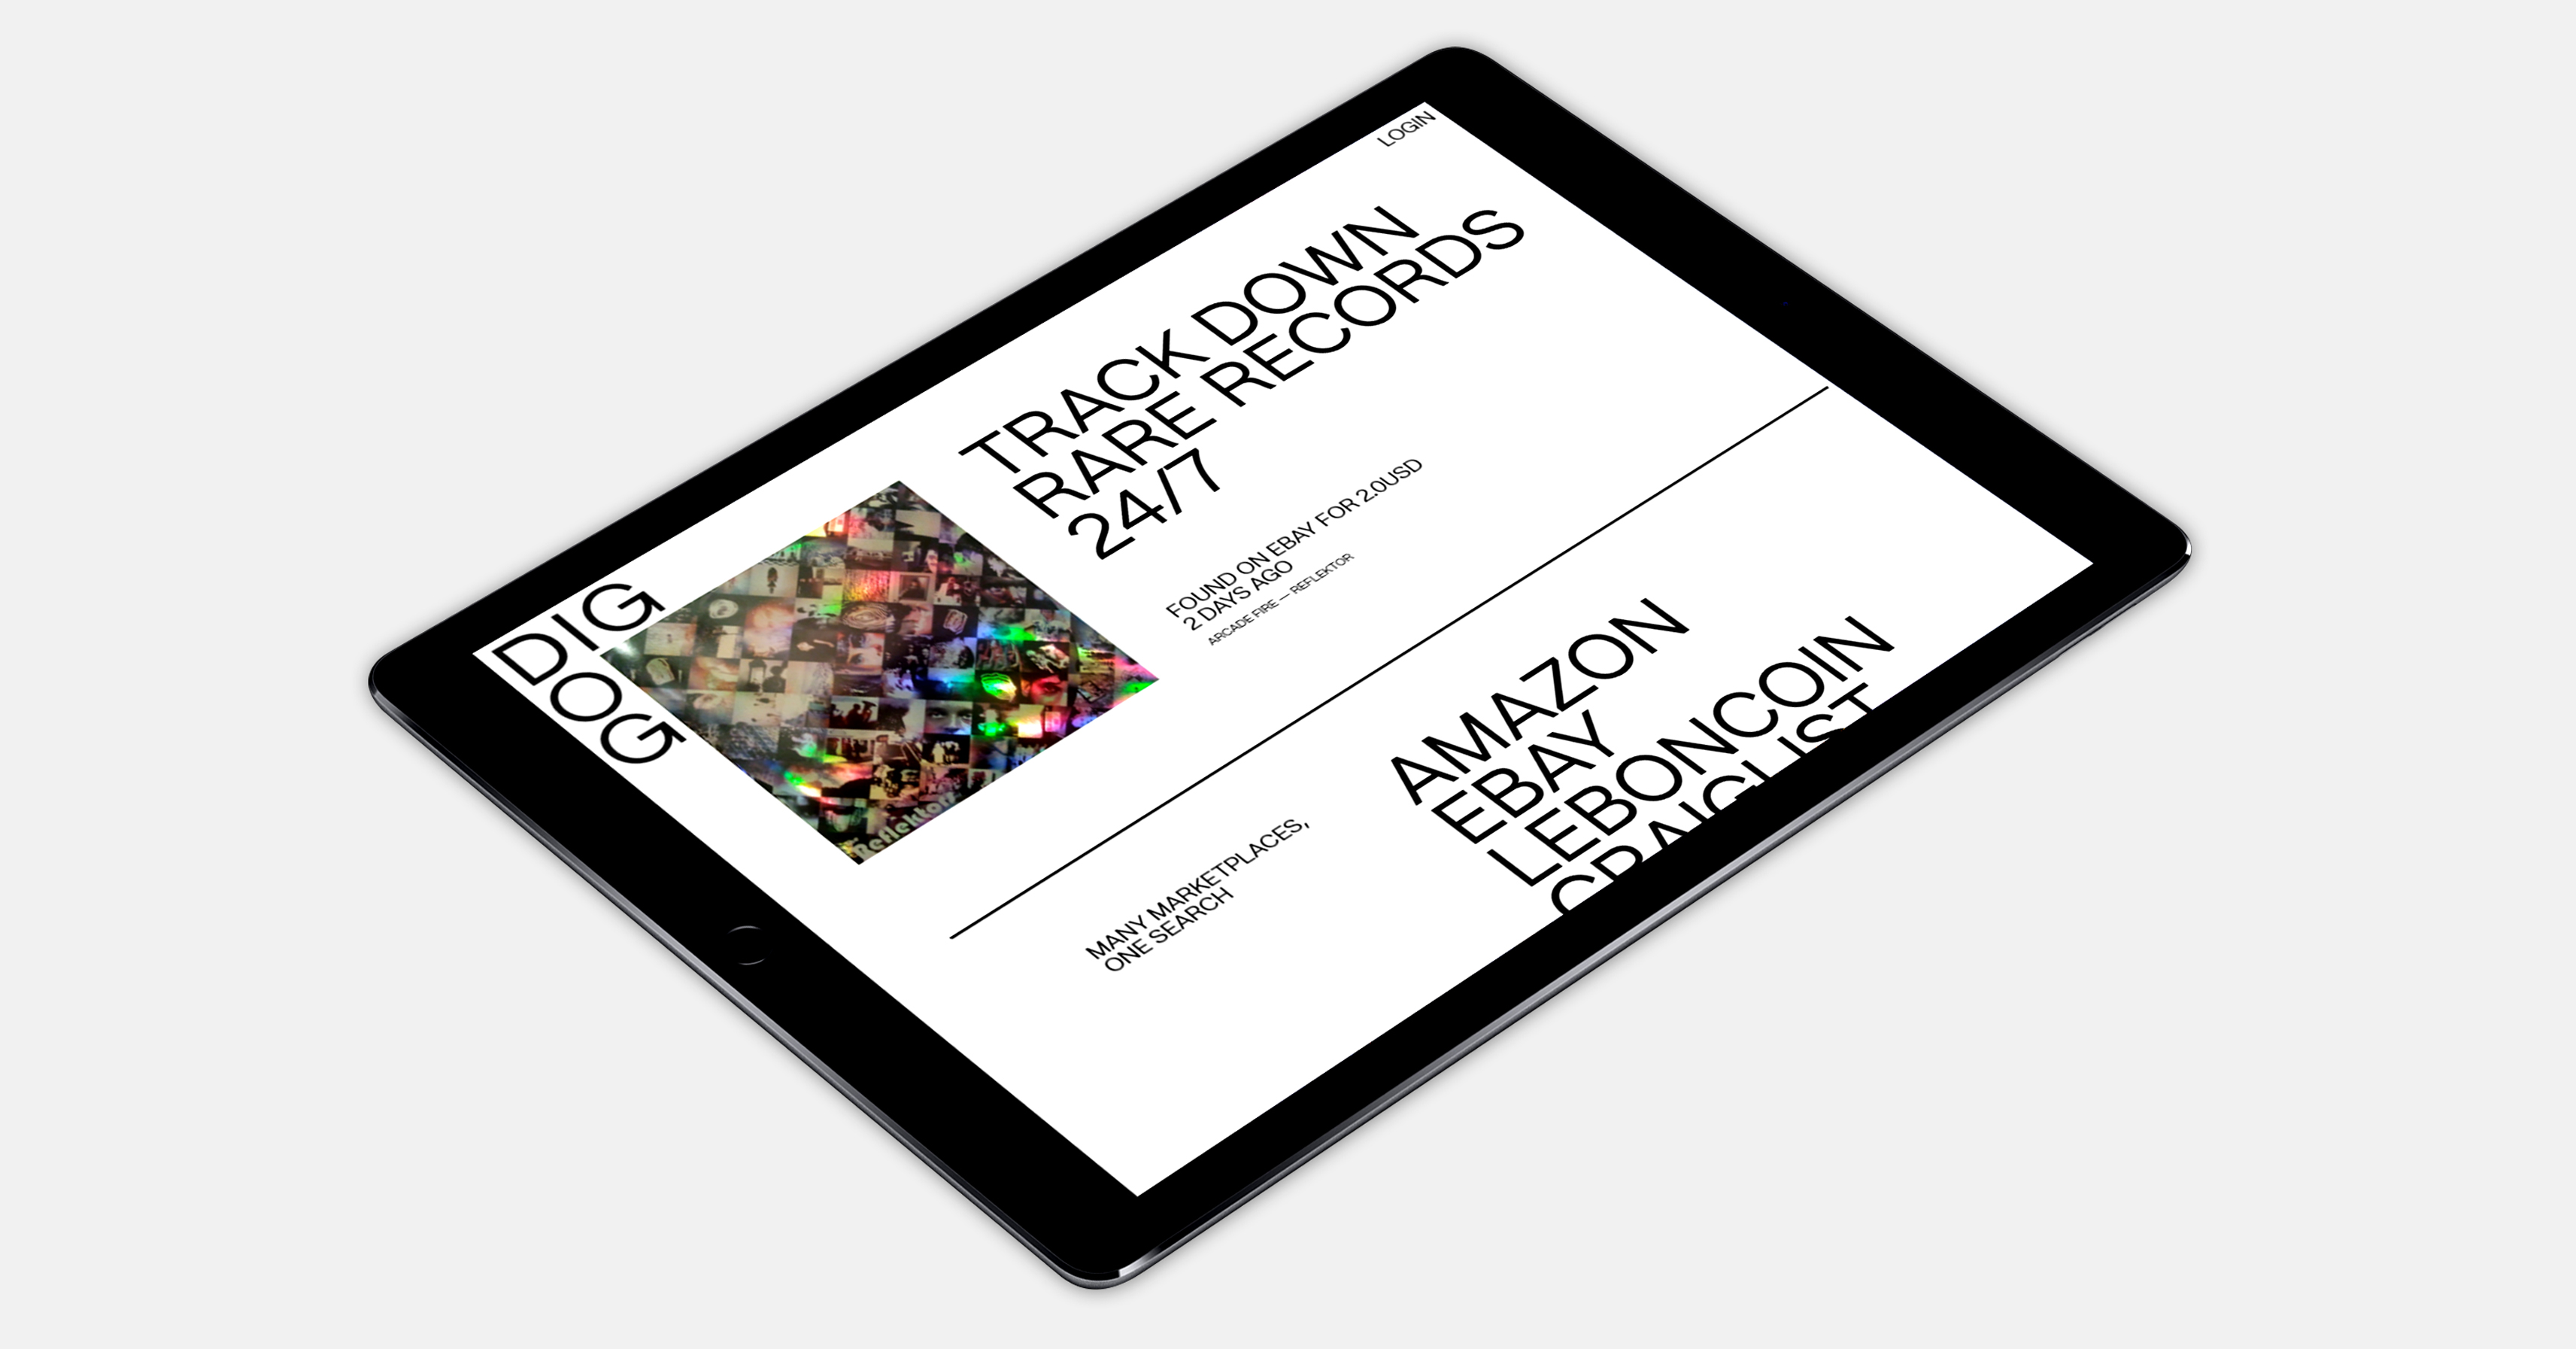 DIG
DOG
LOGIN
TRACK DOWN
RARE RECORDS
24/7
Reflektor
FOUND ON EBAY FOR 2.0USD
2 DAYS AGO
ARCADE FIRE — REFLEKTOR
MANY MARKETPLACES,
ONE SEARCH
AMAZON
EBAY
LEBONCOIN
CRAIGLIST